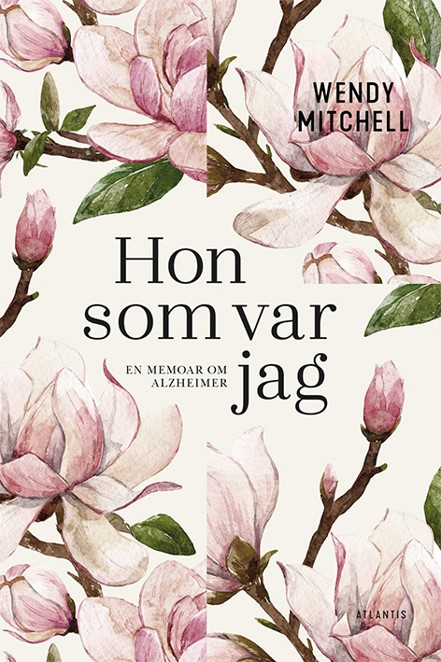 WENDY
MITCHELL
Hon
som var
jag
EN MEMOAR OM
ALZHEIMER
ATLANTIS